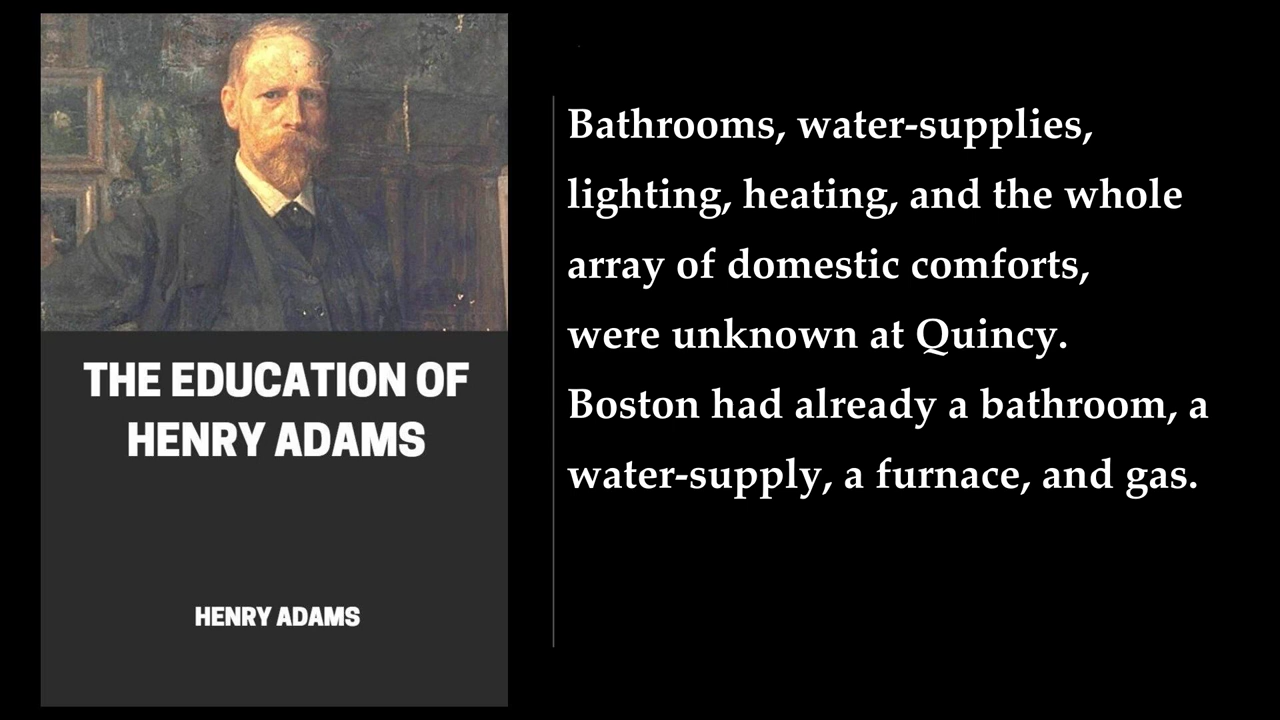 THE EDUCATION OF
HENRY ADAMS
HENRY ADAMS
Bathrooms, water-supplies,
lighting, heating, and the whole
array of domestic comforts,
were unknown at Quincy.
Boston had already a bathroom, a
water-supply, a furnace, and gas.